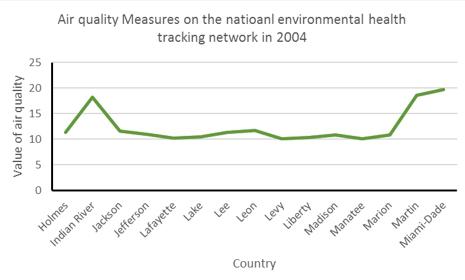 Air quality Measures on the natioanl environmental health
tracking network in 2004
25
20
15
10
5
0
Value of air quality
Holmes
Indian River
Jackson
Jefferson
Lafayette
Lake
Lee
Leon
Levy
Liberty
Madison
Manatee
Marion
Martin
Miami-Dade
Country